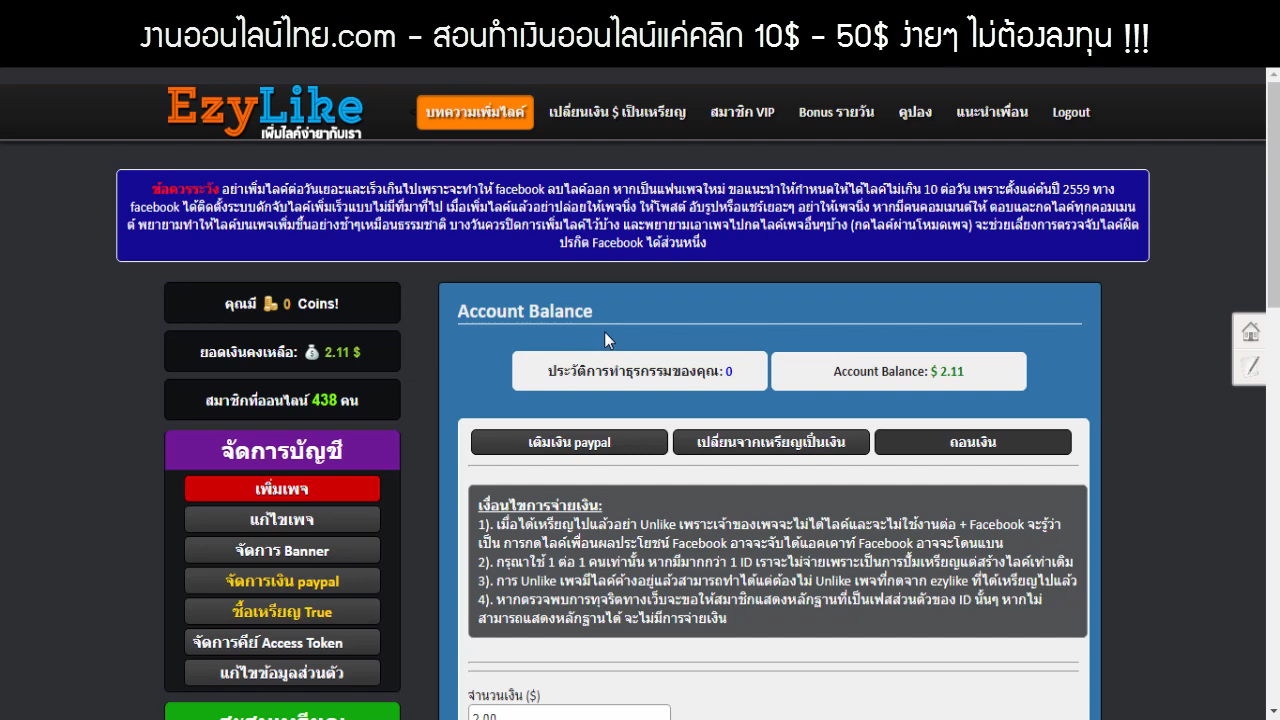 งานออนไลน์ไทย.com - สอนทำเงินออนไลน์แค่คลิก 10$ - 50$ ง่ายๆ ไม่ต้องลงทุน !!!
EzyLike
เพิ่มไลค์ง่ายๆกับเรา
บทความเพิ่มไลค์ เปลี่ยนเงิน $ เป็นเหรียญ สมาชิก VIP Bonus รายวัน คูปอง แนะนำเพื่อน Logout
ข้อควรระวัง อย่าเพิ่มไลค์ต่อวันเยอะและเร็วเกินไปเพราะจะทำให้ facebook ลบไลค์ออก หากเป็นแฟนเพจใหม่ ขอแนะนำให้กำหนดให้ได้ไลค์ไม่เกิน 10 ต่อวัน เพราะตั้งแต่ต้นปี 2559 ทาง
facebook ได้ติดตั้งระบบดักจับไลค์เพิ่มเร็วแบบไม่มีที่มาที่ไป เมื่อเพิ่มไลค์แล้วอย่าปล่อยให้เพจนิ่ง ให้โพสต์ อับรูปหรือแชร์เยอะๆ อย่าให้เพจนิ่ง หากมีคนคอมเมนต์ให้ ตอบและกดไลค์ทุกคอมเมน
ต์ พยายามทำให้ไลค์บนเพจเพิ่มขึ้นอย่างช้าๆเหมือนธรรมชาติ บางวันควรปิดการเพิ่มไลค์ไว้บ้าง และพยายามเอาเพจไปกดไลค์เพจอื่นๆบ้าง (กดไลค์ผ่านโหมดเพจ) จะช่วยเลี่ยงการตรวจจับไลค์ผิด
ปรกิต Facebook ได้ส่วนหนึ่ง
คุณมี 0 Coins!
ยอดเงินคงเหลือ: 2.11 $
สมาชิกที่ออนไลน์ 438 คน
จัดการบัญชี
เพิ่มเพจ
แก้ไขเพจ
จัดการ Banner
จัดการเงิน paypal
ซื้อเหรียญ True
จัดการคีย์ Access Token
แก้ไขข้อมูลส่วนตัว
Account Balance
ประวัติการทำธุรกรรมของคุณ: 0 Account Balance: $ 2.11
เติมเงิน paypal เปลี่ยนจากเหรียญเป็นเงิน ถอนเงิน
เงื่อนไขการจ่ายเงิน:
1). เมื่อได้เหรียญไปแล้วอย่า Unlike เพราะเจ้าของเพจจะไม่ได้ไลค์และจะไม่ใช้งานต่อ + Facebook จะรู้ว่า
เป็น การกดไลค์เพื่อนผลประโยชน์ Facebook อาจจะจับได้แอคเคาท์ Facebook อาจจะโดนแบน
2). กรุณาใช้ 1 ต่อ 1 คนเท่านั้น หากมีมากกว่า 1 ID เราจะไม่จ่ายเพราะเป็นการปั้มเหรียญแต่สร้างไลค์เท่าเดิม
3). การ Unlike เพจมีไลค์ค้างอยู่แล้วสามารถทำได้แต่ต้องไม่ Unlike เพจที่กดจาก ezylike ที่ได้เหรียญไปแล้ว
4). หากตรวจพบการทุจริตทางเว็บจะขอให้สมาชิกแสดงหลักฐานที่เป็นเฟสส่วนตัวของ ID นั้นๆ หากไม่
สามารถแสดงหลักฐานได้ จะไม่มีการจ่ายเงิน
จำนวนเงิน ($)
2.00